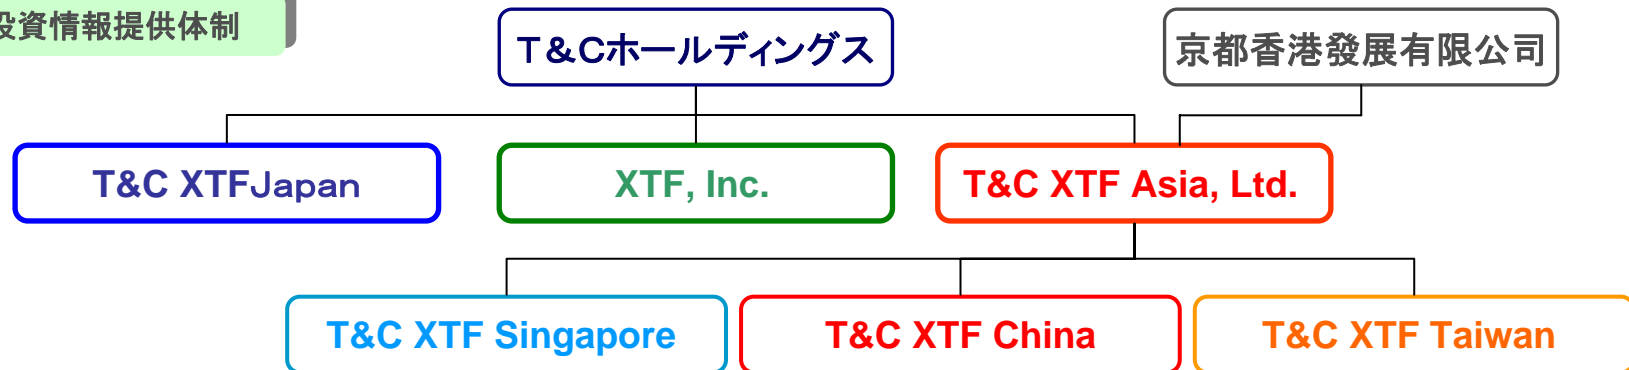 投資情報提供体制
T&Cホールディングス
京都香港發展有限公司
T&C XTFJapan
XTF, Inc.
T&C XTF Asia, Ltd.
T&C XTF Singapore
T&C XTF China
T&C XTF Taiwan